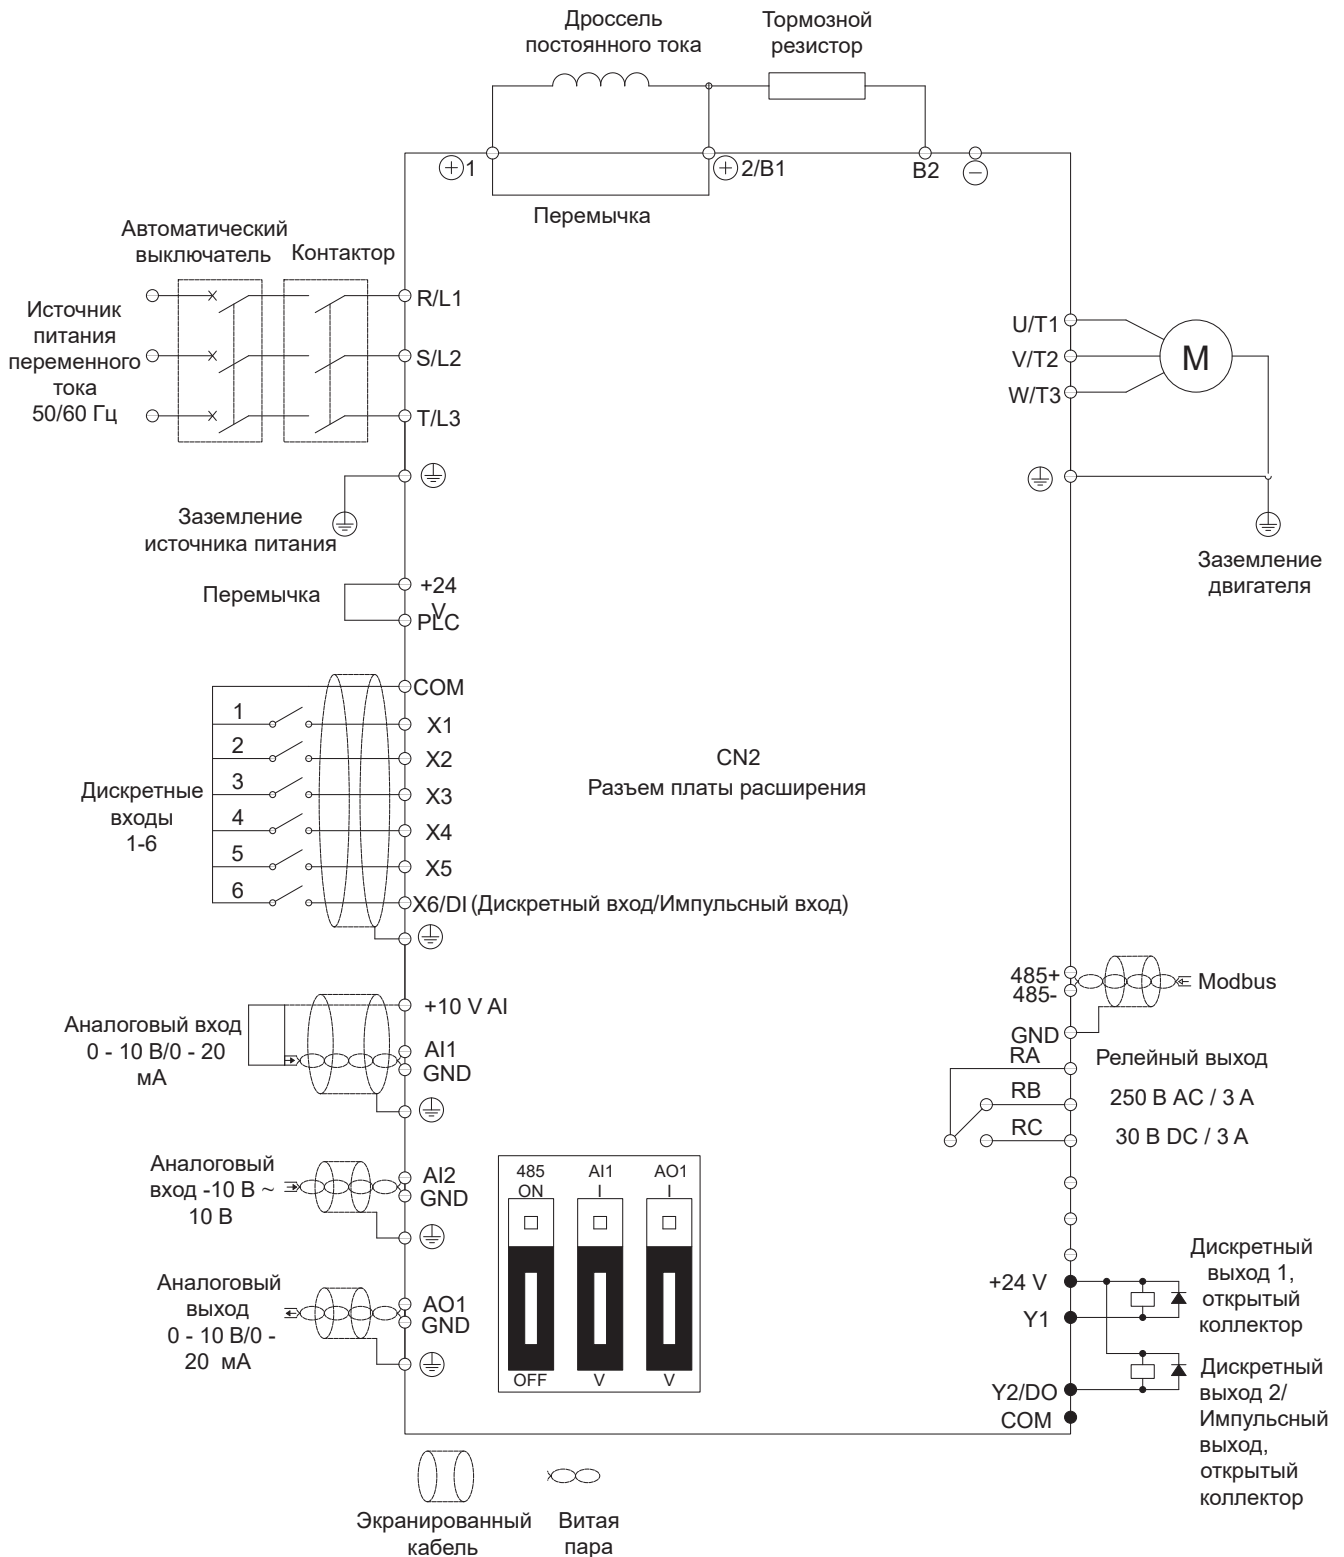 Дроссель
постоянного тока
Тормозной
резистор
+1
+2/B1
B2
−
Перемычка
Автоматический
выключатель
Контактор
Источник
питания
переменного
тока
50/60 Гц
R/L1
S/L2
T/L3
U/T1
V/T2
W/T3
M
Заземление
источника питания
Заземление
двигателя
Перемычка
+24
V
PLC
COM
1
X1
2
X2
3
X3
4
X4
5
X5
6
X6/DI (Дискретный вход/Импульсный вход)
Дискретные
входы
1-6
CN2
Разъем платы расширения
485+
485-
Modbus
GND
RA
RB
RC
Релейный выход
250 В AC / 3 А
30 В DC / 3 А
Аналоговый вход
0 - 10 В/0 - 20
мА
+10 V AI
AI1
GND
Аналоговый
вход -10 В ~
10 В
AI2
GND
Аналоговый
выход
0 - 10 В/0 -
20 мА
AO1
GND
485
ON
OFF
AI1
I
V
AO1
I
V
+24 V
Y1
Y2/DO
COM
Дискретный
выход 1,
открытый
коллектор
Дискретный
выход 2/
Импульсный
выход,
открытый
коллектор
Экранированный
кабель
Витая
пара